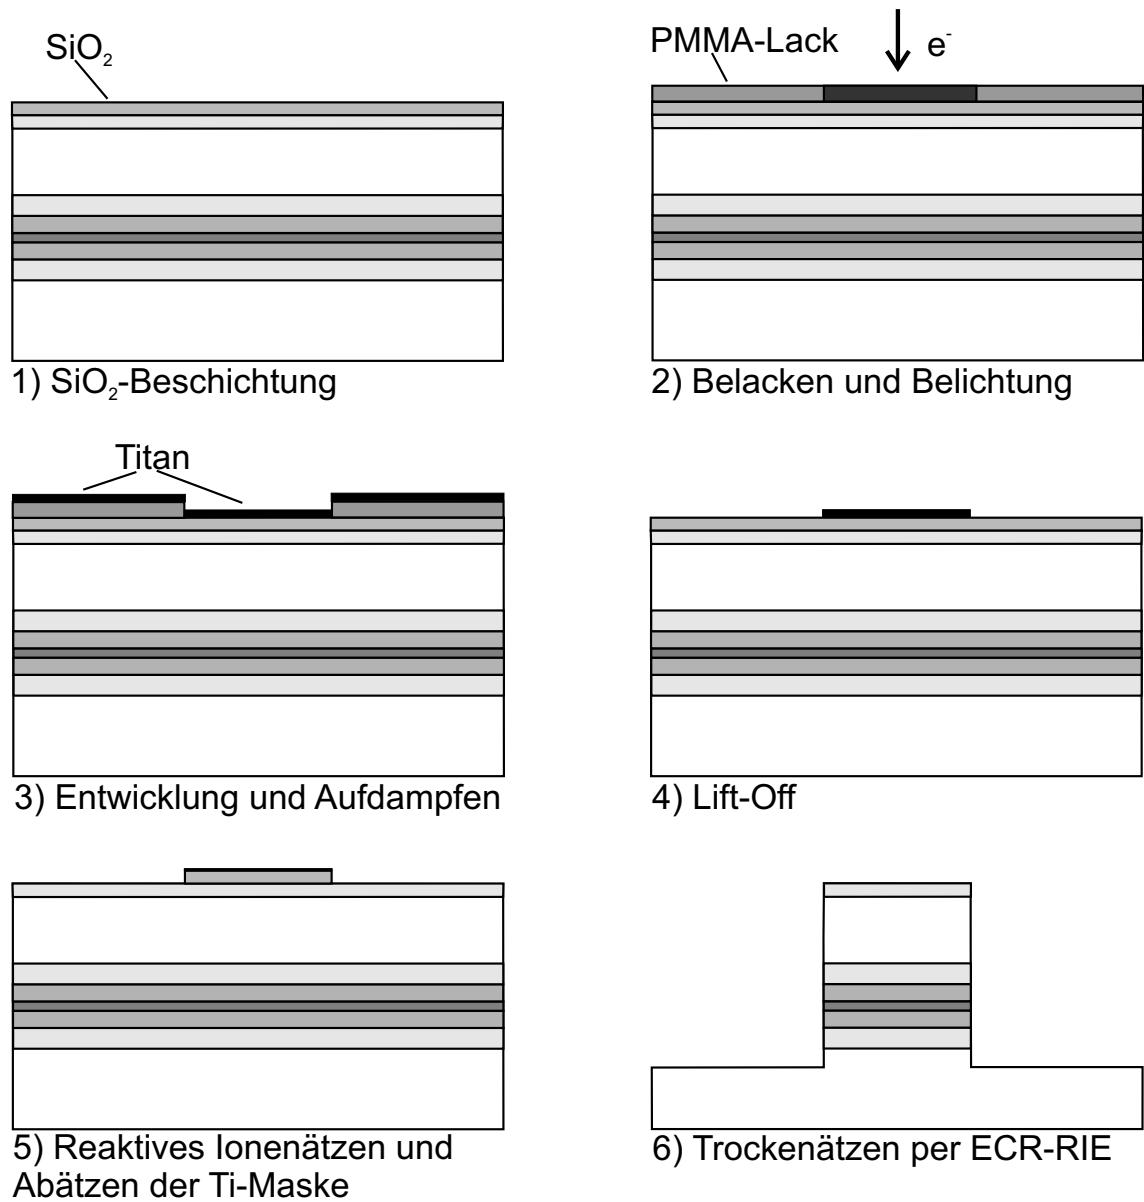 SiO₂
PMMA-Lack
e⁻
1) SiO₂-Beschichtung
2) Belacken und Belichtung
Titan
3) Entwicklung und Aufdampfen
4) Lift-Off
5) Reaktives Ionenätzen und
Abätzen der Ti-Maske
6) Trockenätzen per ECR-RIE